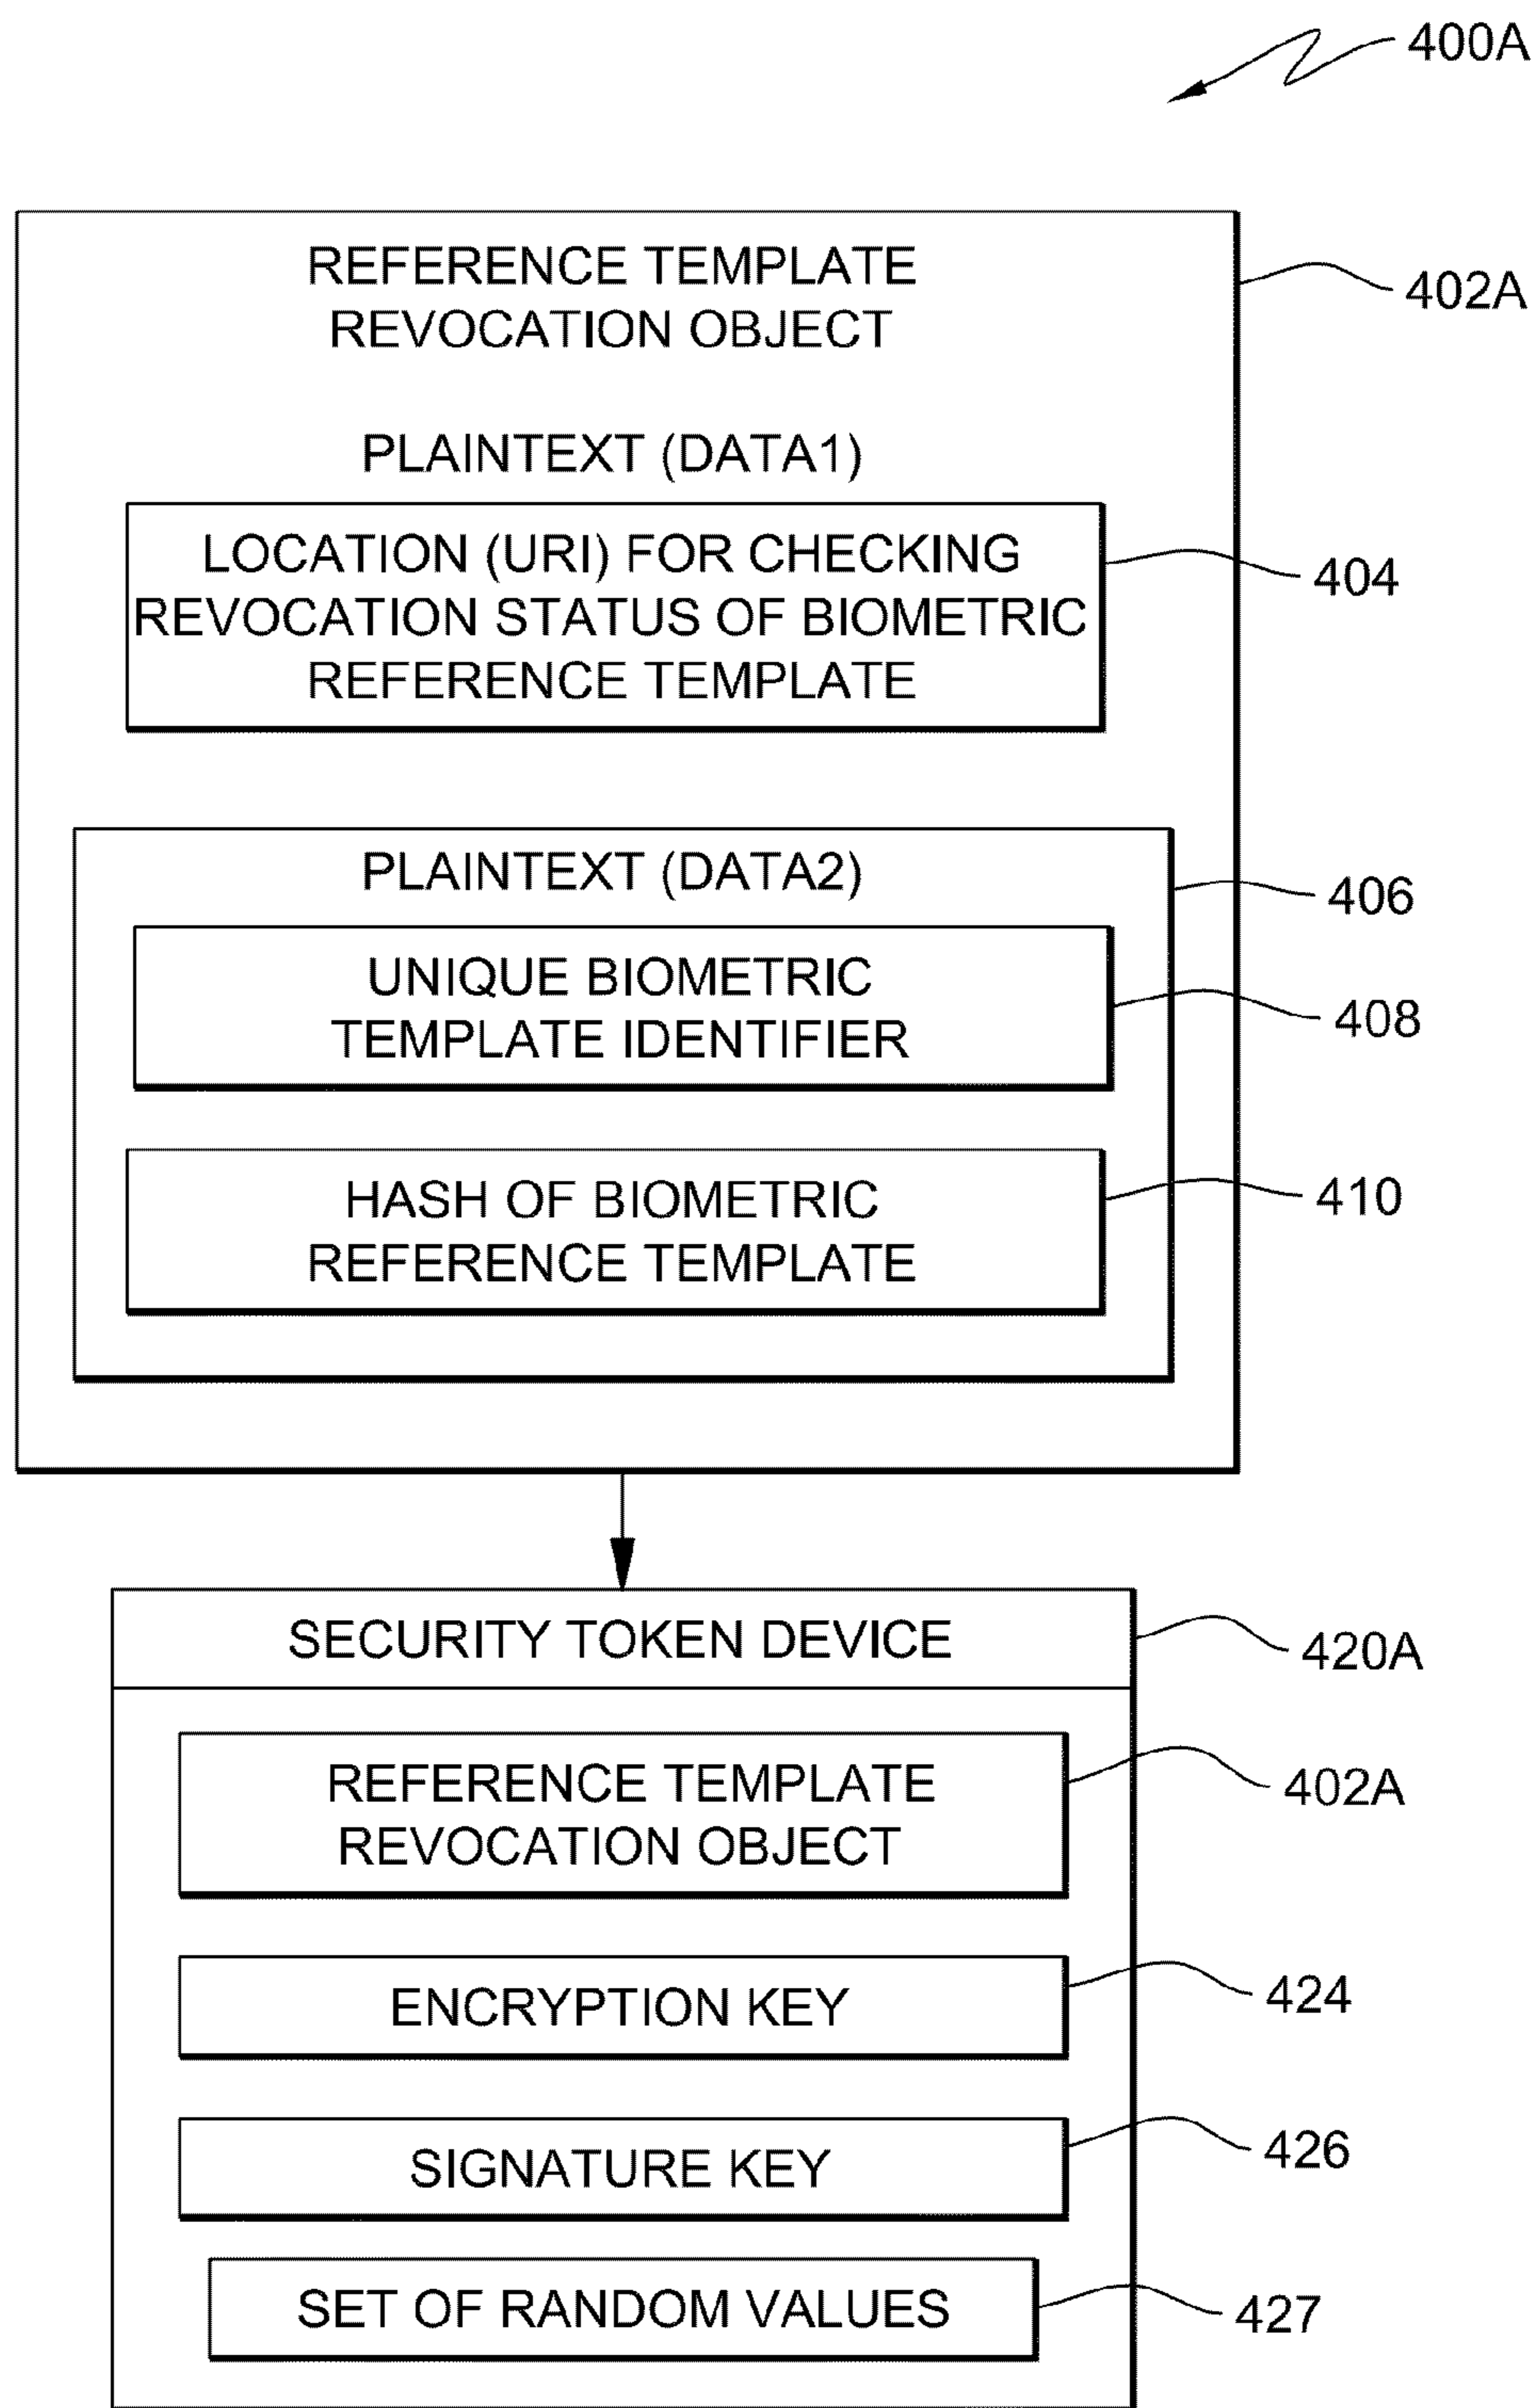 400A
REFERENCE TEMPLATE
REVOCATION OBJECT
402A
PLAINTEXT (DATA1)
LOCATION (URI) FOR CHECKING
REVOCATION STATUS OF BIOMETRIC
REFERENCE TEMPLATE
404
PLAINTEXT (DATA2)
406
UNIQUE BIOMETRIC
TEMPLATE IDENTIFIER
408
HASH OF BIOMETRIC
REFERENCE TEMPLATE
410
SECURITY TOKEN DEVICE
420A
REFERENCE TEMPLATE
REVOCATION OBJECT
402A
ENCRYPTION KEY
424
SIGNATURE KEY
426
SET OF RANDOM VALUES
427